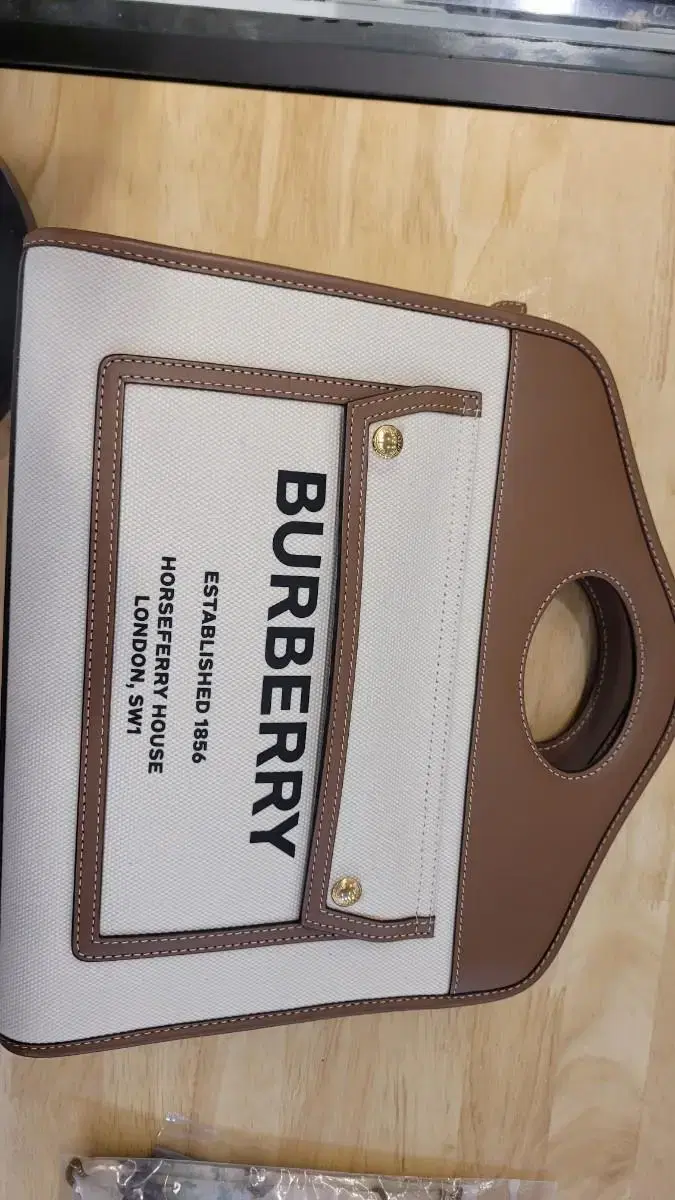 BURBERRY
ESTABLISHED 1856
HORSEFERRY HOUSE
LONDON, SW1